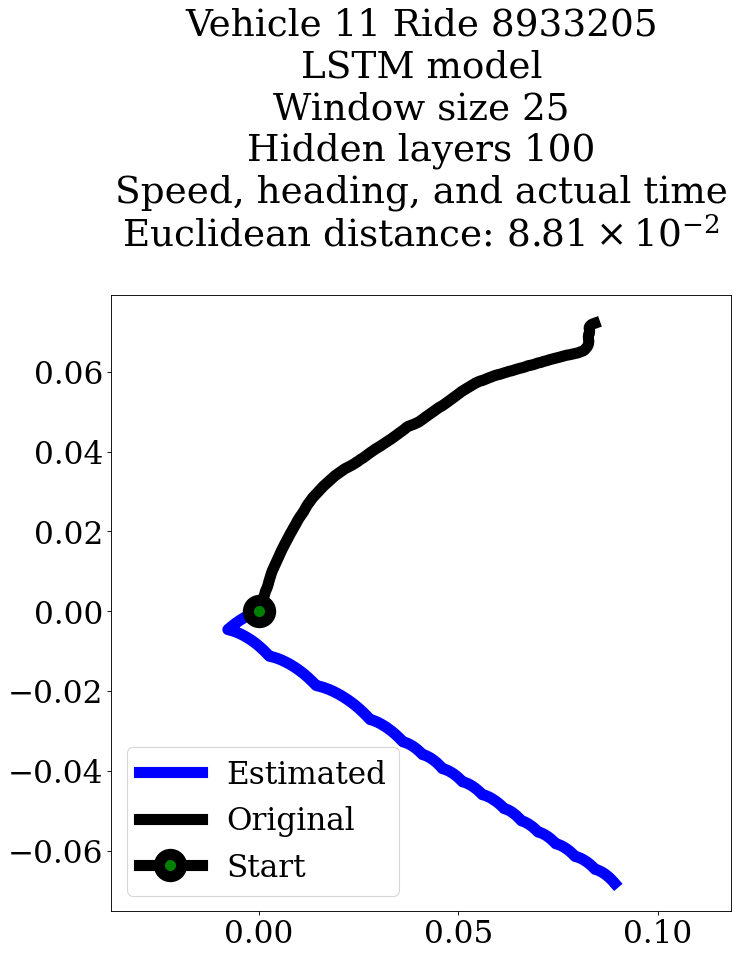 Vehicle 11 Ride 8933205
LSTM model
Window size 25
Hidden layers 100
Speed, heading, and actual time
Euclidean distance: 8.81 × 10⁻²
0.06
0.04
0.02
0.00
−0.02
−0.04
−0.06
Estimated
Original
Start
0.00 0.05 0.10